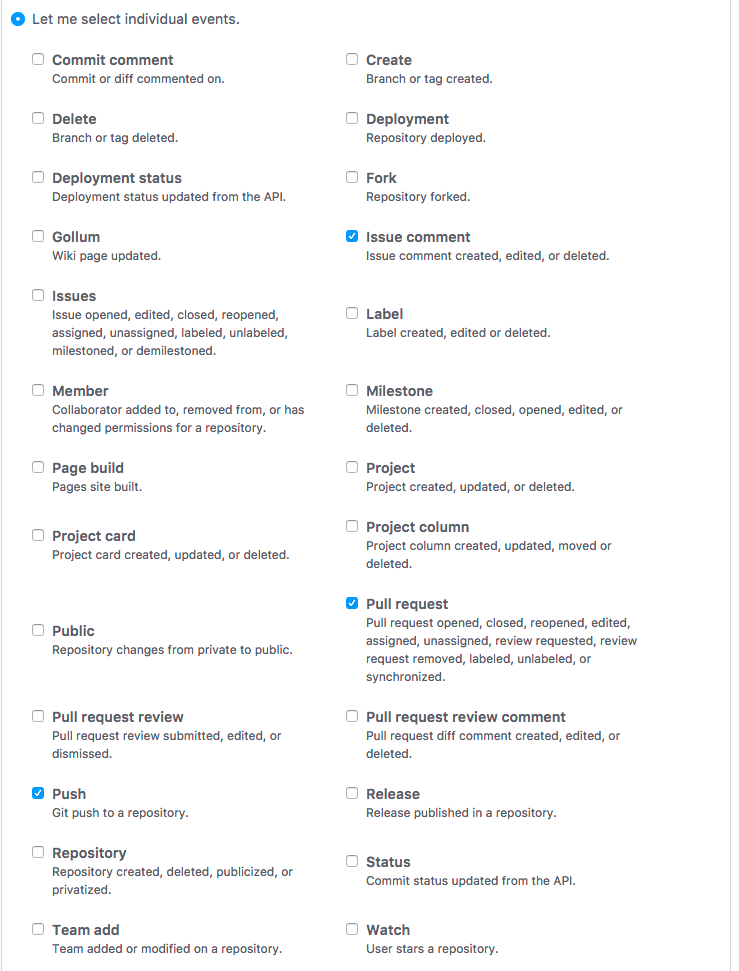 Let me select individual events.
Commit comment
Commit or diff commented on.
Create
Branch or tag created.
Delete
Branch or tag deleted.
Deployment
Repository deployed.
Deployment status
Deployment status updated from the API.
Fork
Repository forked.
Gollum
Wiki page updated.
Issue comment
Issue comment created, edited, or deleted.
Issues
Issue opened, edited, closed, reopened,
assigned, unassigned, labeled, unlabeled,
milestoned, or demilestoned.
Label
Label created, edited or deleted.
Member
Collaborator added to, removed from, or has
changed permissions for a repository.
Milestone
Milestone created, closed, opened, edited, or
deleted.
Page build
Pages site built.
Project
Project created, updated, or deleted.
Project card
Project card created, updated, or deleted.
Project column
Project column created, updated, moved or
deleted.
Public
Repository changes from private to public.
Pull request
Pull request opened, closed, reopened, edited,
assigned, unassigned, review requested, review
request removed, labeled, unlabeled, or
synchronized.
Pull request review
Pull request review submitted, edited, or
dismissed.
Pull request review comment
Pull request diff comment created, edited, or
deleted.
Push
Git push to a repository.
Release
Release published in a repository.
Repository
Repository created, deleted, publicized, or
privatized.
Status
Commit status updated from the API.
Team add
Team added or modified on a repository.
Watch
User stars a repository.